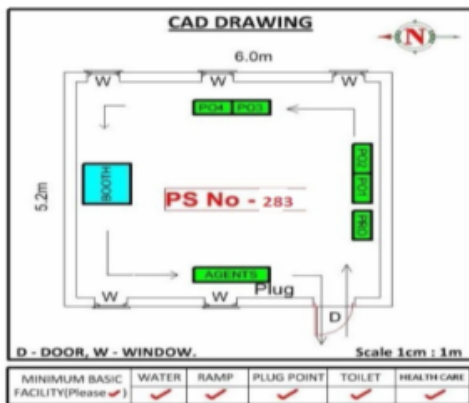 CAD DRAWING
N
6.0m
W W W
PO4 PO3
5.2m
BOOTH
PO2
PO1
PRO
PS No - 283
AGENTS
Plug
W W
D
D - DOOR, W - WINDOW.
Scale 1cm : 1m
MINIMUM BASIC FACILITY(Please ✓) WATER RAMP PLUG POINT TOILET HEALTH CARE
✓ ✓ ✓ ✓ ✓